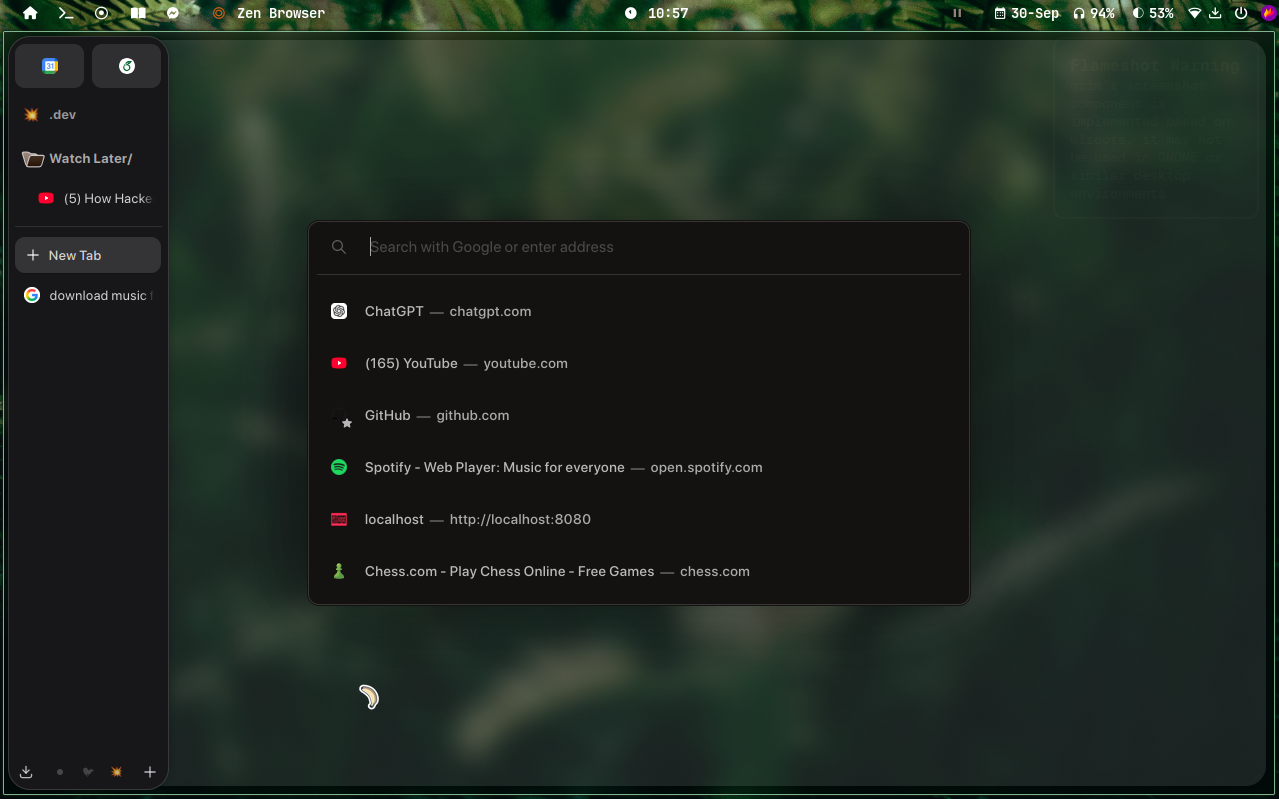 Zen Browser
10:57
30-Sep
94%
53%
31
.dev
Watch Later/
(5) How Hacke
New Tab
download music
Flameshot Warning
Search with Google or enter address
ChatGPT — chatgpt.com
(165) YouTube — youtube.com
GitHub — github.com
Spotify - Web Player: Music for everyone — open.spotify.com
localhost — http://localhost:8080
Chess.com - Play Chess Online - Free Games — chess.com